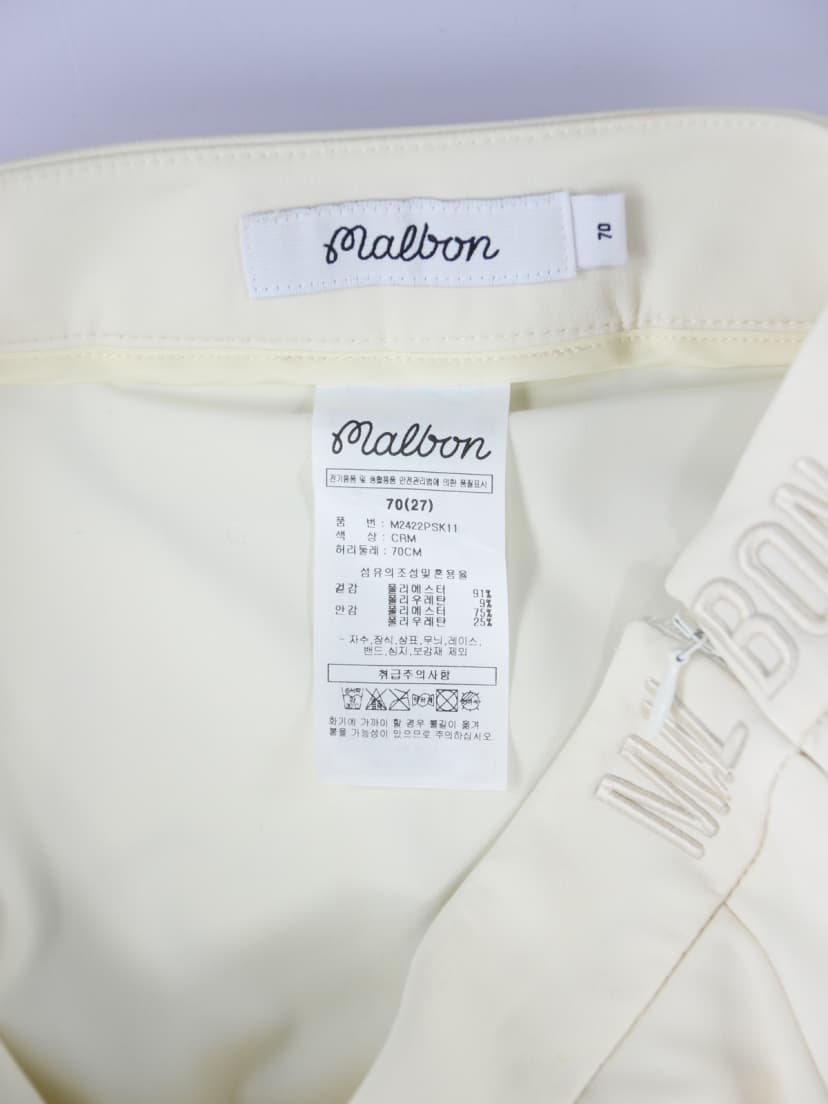 Malbon
70
Malbon
전기용품 및 생활용품 안전관리법에 의한 품질표시
70(27)
품 번 : M2422PSK11
색 상 : CRM
허리둘레 : 70CM
섬유의조성및혼용율
겉감 폴리에스터 91%
폴리우레탄 9%
안감 폴리에스터 75%
폴리우레탄 25%
- 자수,장식,상표,무늬,레이스,
밴드,심지,보강재 제외
취급주의사항
화기에 가까이 할 경우 불길이 옮겨
붙을 가능성이 있으므로 주의하십시오.
MALBON